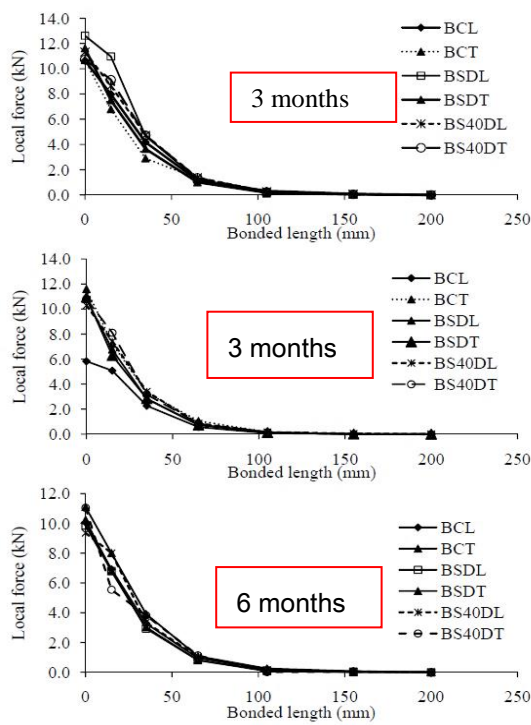 14.0
12.0
10.0
8.0
6.0
4.0
2.0
0.0
Local force (kN)
0 50 100 150 200
Bonded length (mm)
BCL
BCT
BSDL
BSDT
BS40DL
BS40DT
3 months
14.0
12.0
10.0
8.0
6.0
4.0
2.0
0.0
Local force (kN)
0 50 100 150 200
Bonded length (mm)
BCL
BCT
BSDL
BSDT
BS40DL
BS40DT
3 months
12.0
10.0
8.0
6.0
4.0
2.0
0.0
Local force (kN)
0 50 100 150 200
Bonded length (mm)
BCL
BCT
BSDL
BSDT
BS40DL
BS40DT
6 months